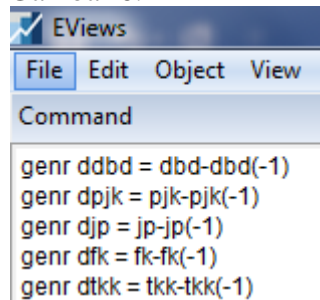 EViews
File Edit Object View
Command
genr ddbd = dbd-dbd(-1)
genr dpjk = pjk-pjk(-1)
genr djp = jp-jp(-1)
genr dfk = fk-fk(-1)
genr dtkk = tkk-tkk(-1)